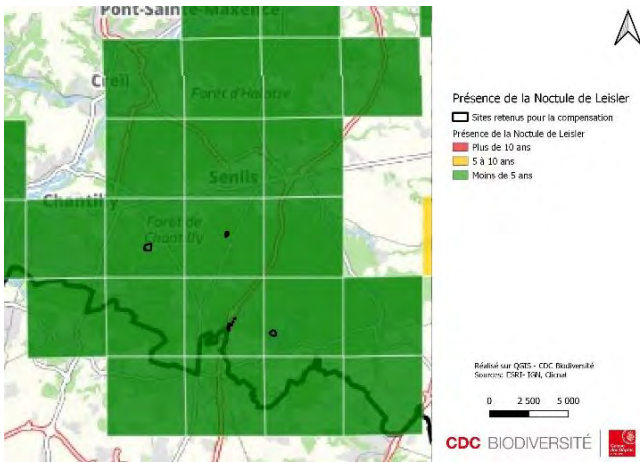 Pont-Sainte-Maxence
Creil
Forêt d'Halatte
Senlis
Chantilly
Forêt de
Chantilly
Présence de la Noctule de Leisler
Sites retenus pour la compensation
Présence de la Noctule de Leisler
Plus de 10 ans
5 à 10 ans
Moins de 5 ans
Réalisé sur QGIS - CDC Biodiversité
Sources: ESRI- IGN, Clicnat
0 2 500 5 000
CDC BIODIVERSITÉ